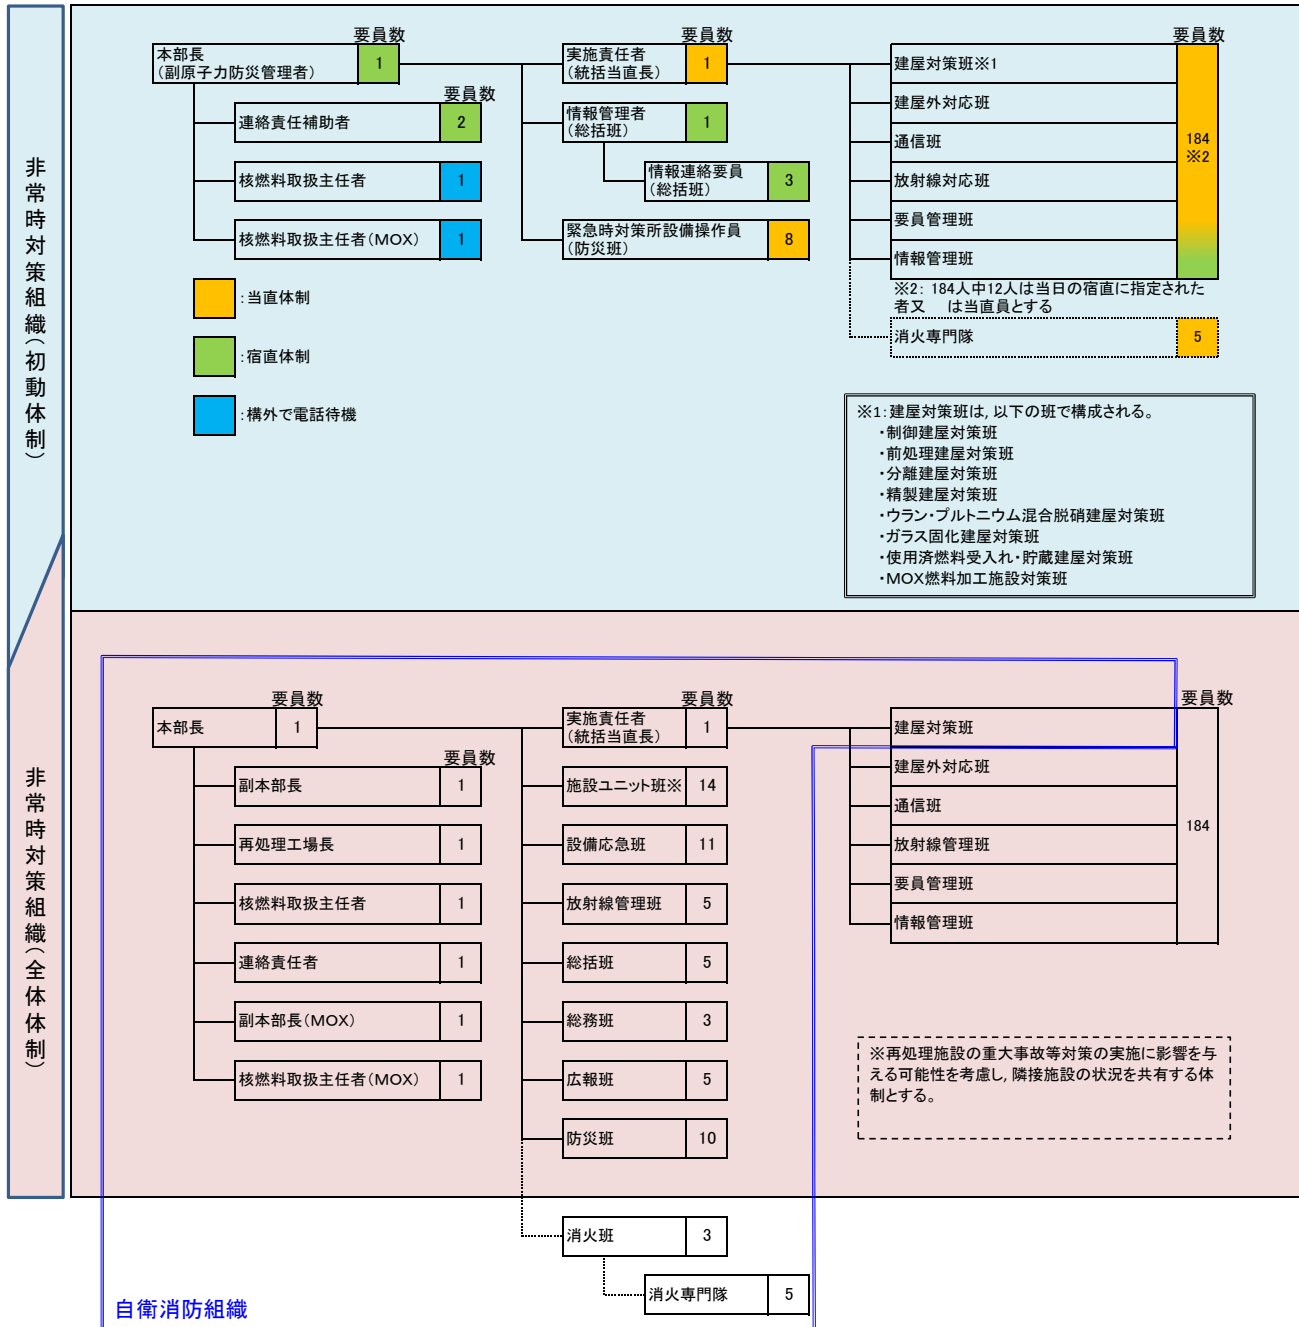 非常時対策組織（初動体制）
要員数
本部長
(副原子力防災管理者)
1
要員数
連絡責任補助者
2
核燃料取扱主任者
1
核燃料取扱主任者(MOX)
1
:当直体制
:宿直体制
:構外で電話待機
要員数
実施責任者
(統括当直長)
1
情報管理者
(総括班)
1
情報連絡要員
(総括班)
3
緊急時対策所設備操作員
(防災班)
8
要員数
建屋対策班※1
建屋外対応班
通信班
放射線対応班
要員管理班
情報管理班
184
※2
※2: 184人中12人は当日の宿直に指定された
者又 は当直員とする
消火専門隊
5
※1:建屋対策班は,以下の班で構成される。
・制御建屋対策班
・前処理建屋対策班
・分離建屋対策班
・精製建屋対策班
・ウラン・プルトニウム混合脱硝建屋対策班
・ガラス固化建屋対策班
・使用済燃料受入れ・貯蔵建屋対策班
・MOX燃料加工施設対策班
非常時対策組織（全体体制）
要員数
本部長
1
要員数
副本部長
1
再処理工場長
1
核燃料取扱主任者
1
連絡責任者
1
副本部長(MOX)
1
核燃料取扱主任者(MOX)
1
要員数
実施責任者
(統括当直長)
1
施設ユニット班※
14
設備応急班
11
放射線管理班
5
総括班
5
総務班
3
広報班
5
防災班
10
消火班
3
消火専門隊
5
要員数
建屋対策班
建屋外対応班
通信班
放射線管理班
要員管理班
情報管理班
184
※再処理施設の重大事故等対策の実施に影響を与
える可能性を考慮し,隣接施設の状況を共有する体
制とする。
自衛消防組織